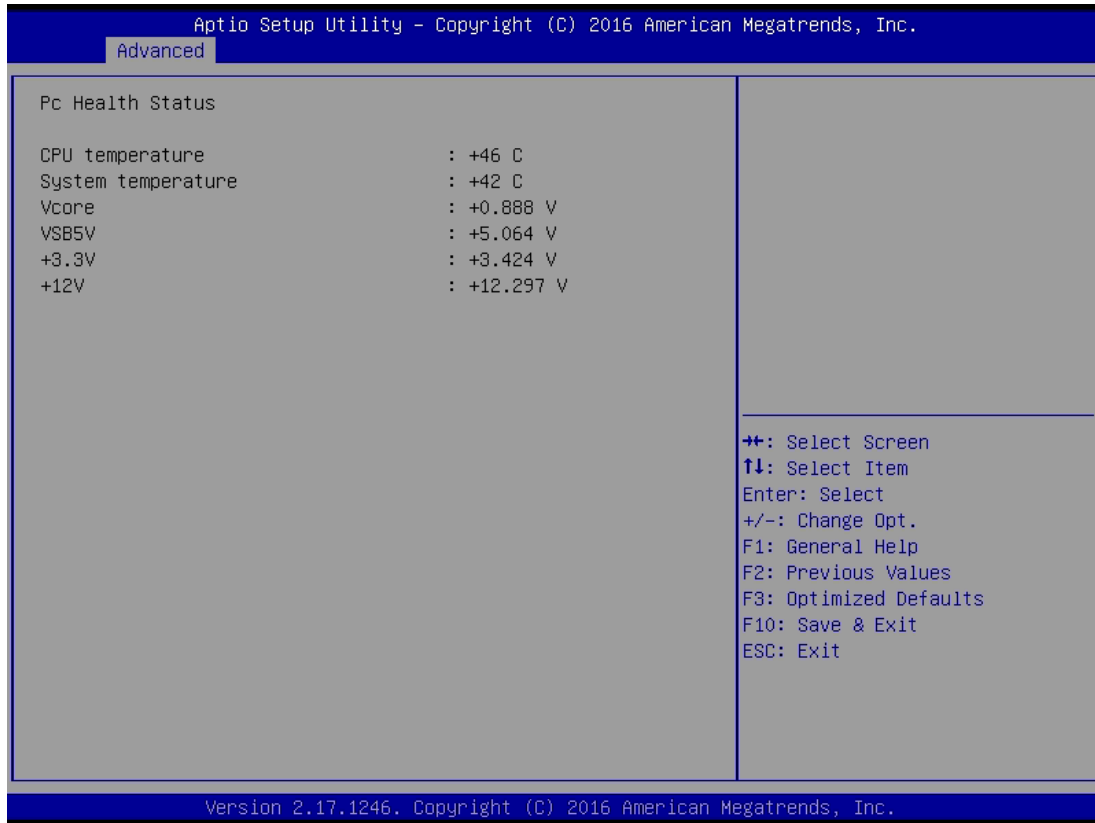 Aptio Setup Utility – Copyright (C) 2016 American Megatrends, Inc.
Advanced
Pc Health Status
CPU temperature : +46 C
System temperature : +42 C
Vcore : +0.888 V
VSB5V : +5.064 V
+3.3V : +3.424 V
+12V : +12.297 V
→←: Select Screen
↑↓: Select Item
Enter: Select
+/-: Change Opt.
F1: General Help
F2: Previous Values
F3: Optimized Defaults
F10: Save & Exit
ESC: Exit
Version 2.17.1246. Copyright (C) 2016 American Megatrends, Inc.